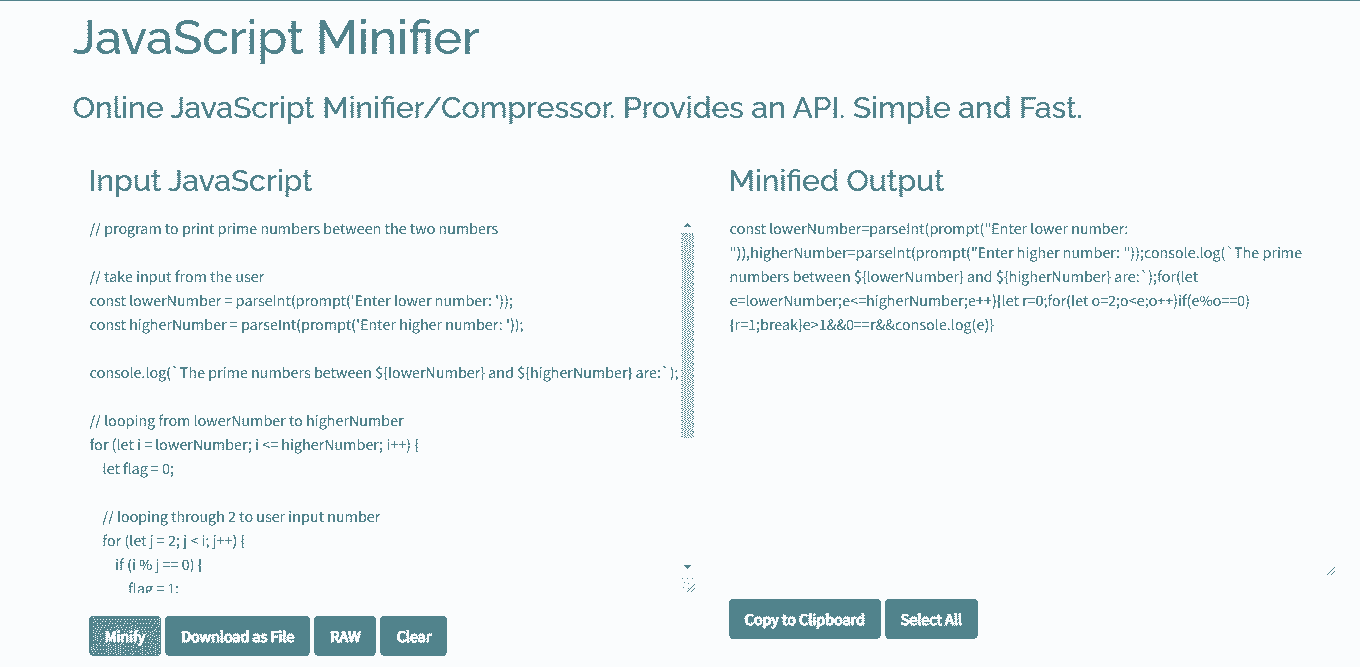 JavaScript Minifier
Online JavaScript Minifier/Compressor. Provides an API. Simple and Fast.
Input JavaScript
// program to print prime numbers between the two numbers
// take input from the user
const lowerNumber = parseInt(prompt('Enter lower number: '));
const higherNumber = parseInt(prompt('Enter higher number: '));
console.log(`The prime numbers between ${lowerNumber} and ${higherNumber} are:`);
// looping from lowerNumber to higherNumber
for (let i = lowerNumber; i <= higherNumber; i++) {
let flag = 0;
// looping through 2 to user input number
for (let j = 2; j < i; j++) {
if (i % j == 0) {
flag = 1;
Minify Download as File RAW Clear
Minified Output
const lowerNumber=parseInt(prompt("Enter lower number:
")),higherNumber=parseInt(prompt("Enter higher number: "));console.log(`The prime
numbers between ${lowerNumber} and ${higherNumber} are:`);for(let
e=lowerNumber;e<=higherNumber;e++){let r=0;for(let o=2;o<e;o++)if(e%o==0)
{r=1;break}e>1&&0==r&&console.log(e)}
Copy to Clipboard Select All